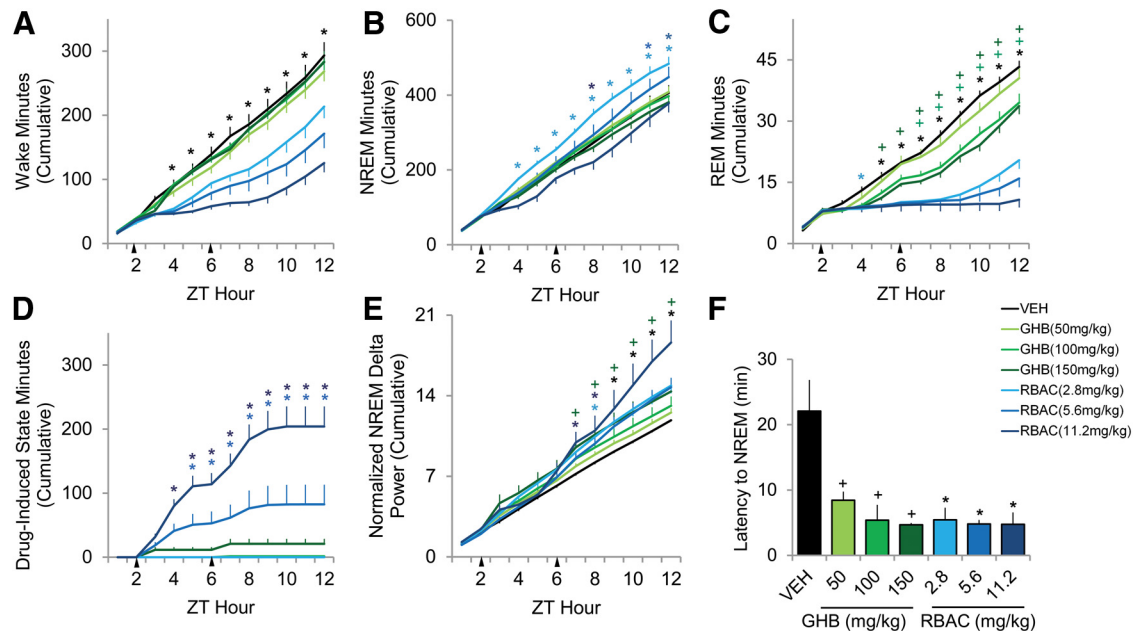 A
Wake Minutes
(Cumulative)
300
200
100
0
* * * * * * * * *
2 4 6 8 10 12
ZT Hour
B
NREM Minutes
(Cumulative)
600
400
200
0
2 4 6 8 10 12
ZT Hour
C
REM Minutes
(Cumulative)
45
30
15
0
2 4 6 8 10 12
ZT Hour
D
Drug-Induced State Minutes
(Cumulative)
300
200
100
0
2 4 6 8 10 12
ZT Hour
E
Normalized NREM Delta
Power (Cumulative)
21
14
7
0
2 4 6 8 10 12
ZT Hour
F
VEH
GHB(50mg/kg)
GHB(100mg/kg)
GHB(150mg/kg)
RBAC(2.8mg/kg)
RBAC(5.6mg/kg)
RBAC(11.2mg/kg)
Latency to NREM (min)
30
20
10
0
+ + + * * *
VEH 50 100 150 2.8 5.6 11.2
GHB (mg/kg) RBAC (mg/kg)